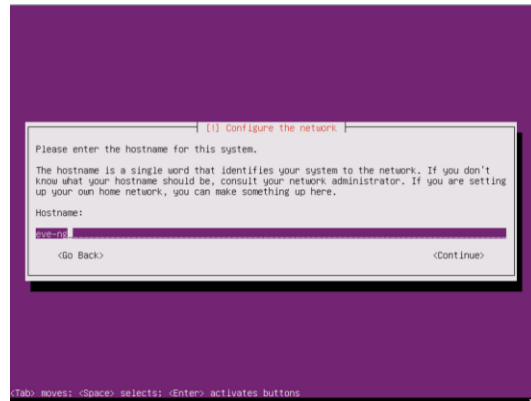 [!] Configure the network
Please enter the hostname for this system.
The hostname is a single word that identifies your system to the network. If you don't
know what your hostname should be, consult your network administrator. If you are setting
up your own home network, you can make something up here.
Hostname:
eve-ng
<Go Back> <Continue>
<Tab> moves; <Space> selects; <Enter> activates buttons